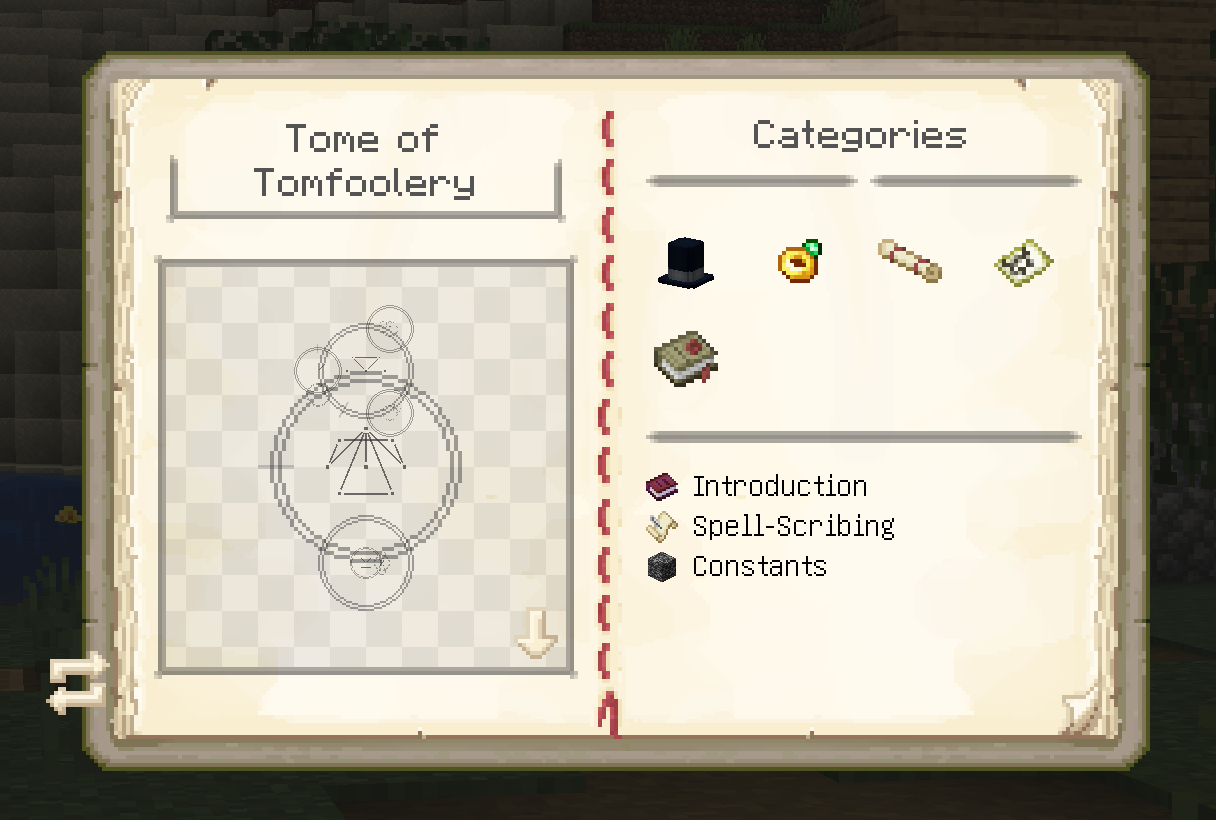 Tome of
Tomfoolery
Categories
Introduction
Spell-Scribing
Constants